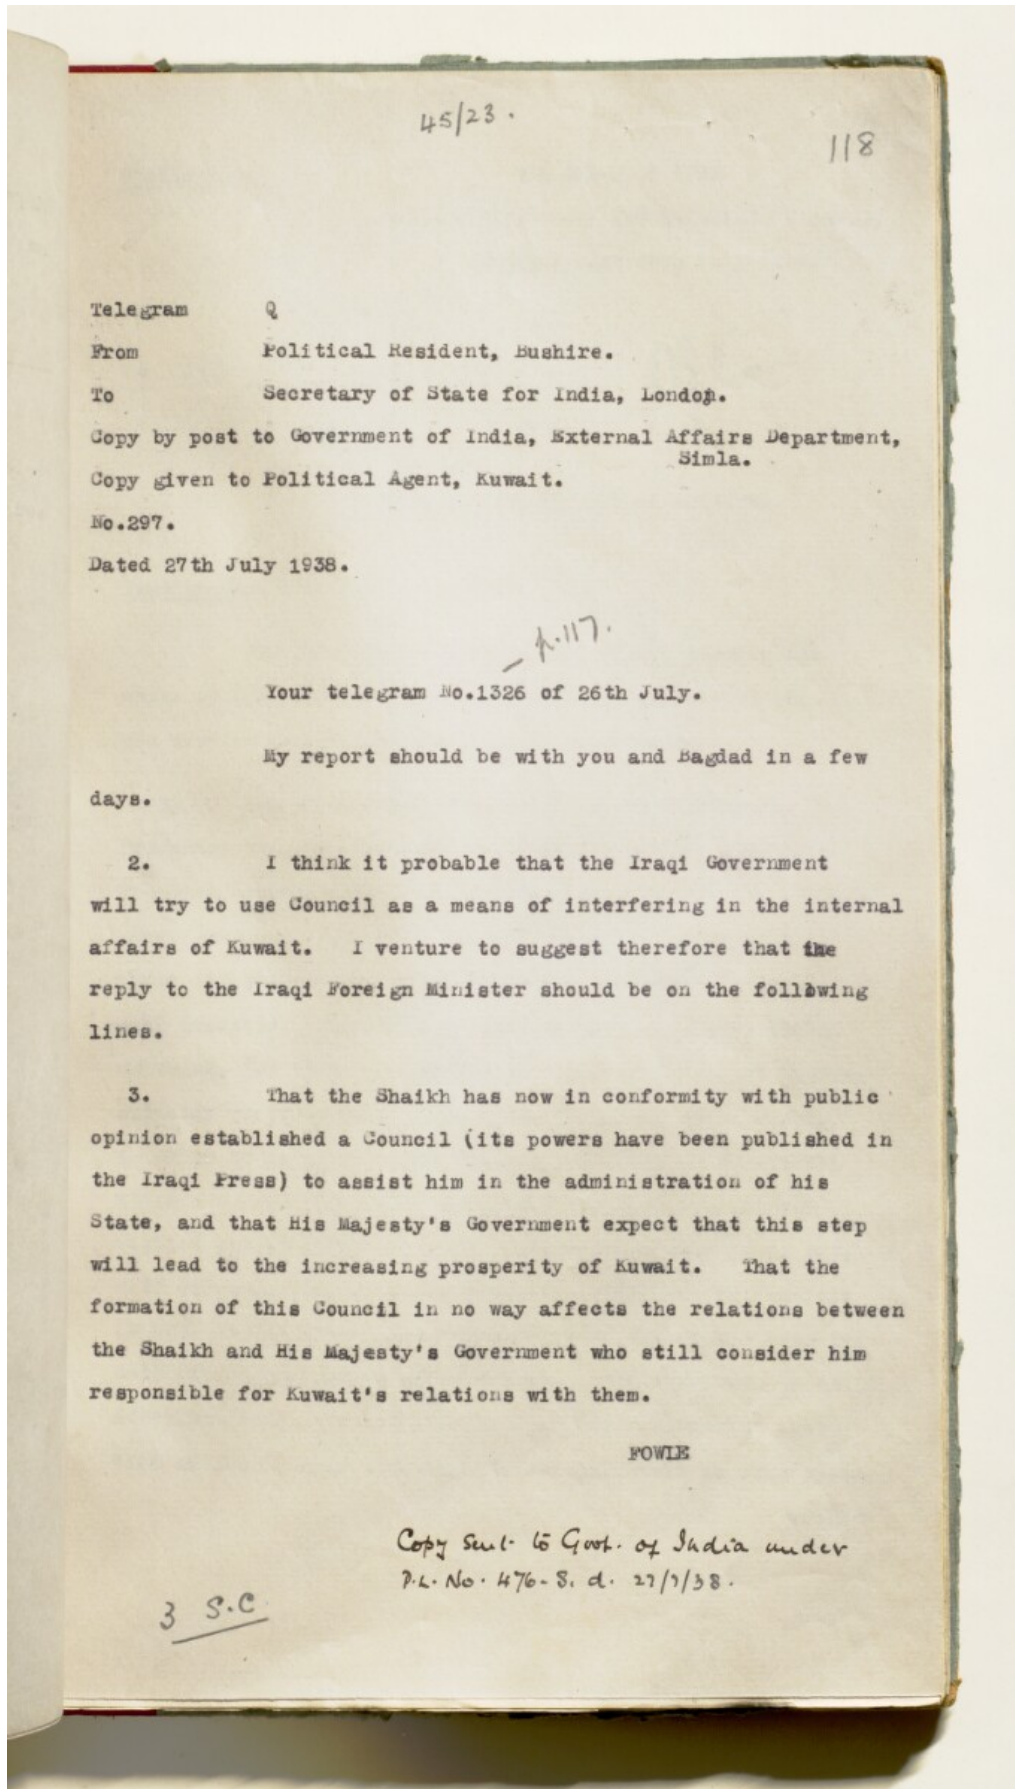 45/23.
118
Telegram Q
From Political Resident, Bushire.
To Secretary of State for India, London.
Copy by post to Government of India, External Affairs Department,
Simla.
Copy given to Political Agent, Kuwait.
No.297.
Dated 27th July 1938.
p.117.
Your telegram No.1326 of 26th July.
My report should be with you and Bagdad in a few
days.
2. I think it probable that the Iraqi Government
will try to use Council as a means of interfering in the internal
affairs of Kuwait. I venture to suggest therefore that the
reply to the Iraqi Foreign Minister should be on the following
lines.
3. That the Shaikh has now in conformity with public
opinion established a Council (its powers have been published in
the Iraqi Press) to assist him in the administration of his
State, and that His Majesty's Government expect that this step
will lead to the increasing prosperity of Kuwait. That the
formation of this Council in no way affects the relations between
the Shaikh and His Majesty's Government who still consider him
responsible for Kuwait's relations with them.
FOWLE
Copy sent to Govt. of India under
P.L. No. 476-S. d. 27/7/38.
3 S.C